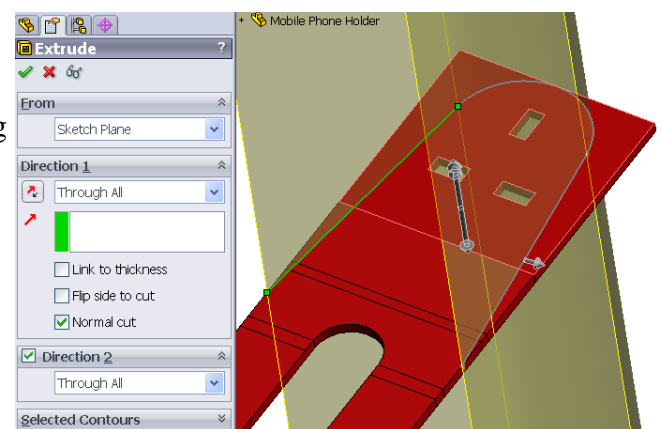 Mobile Phone Holder
Extrude ?
From
Sketch Plane
g
Direction 1
Through All
Link to thickness
Flip side to cut
Normal cut
Direction 2
Through All
Selected Contours